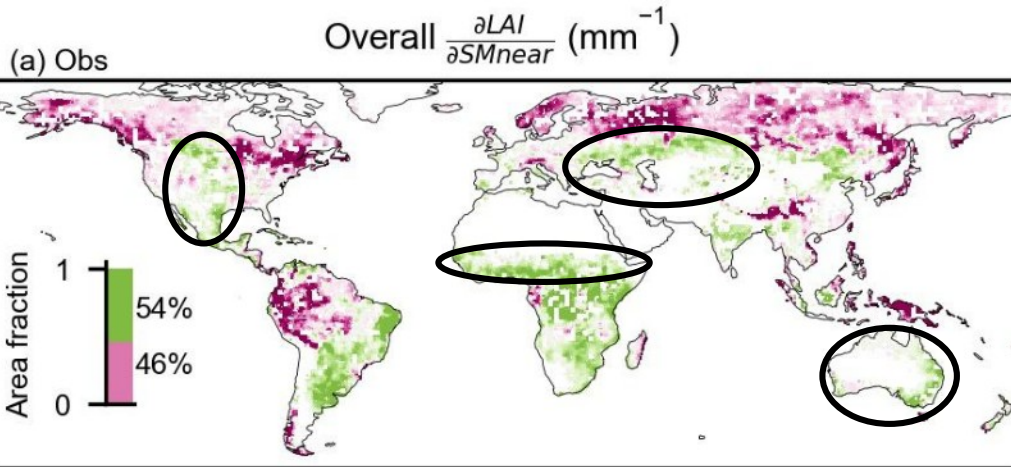 Overall ∂LAI/∂SMnear (mm⁻¹)
(a) Obs
Area fraction
1
54%
46%
0